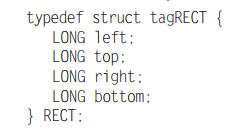 typedef struct tagRECT {
LONG left;
LONG top;
LONG right;
LONG bottom;
} RECT;